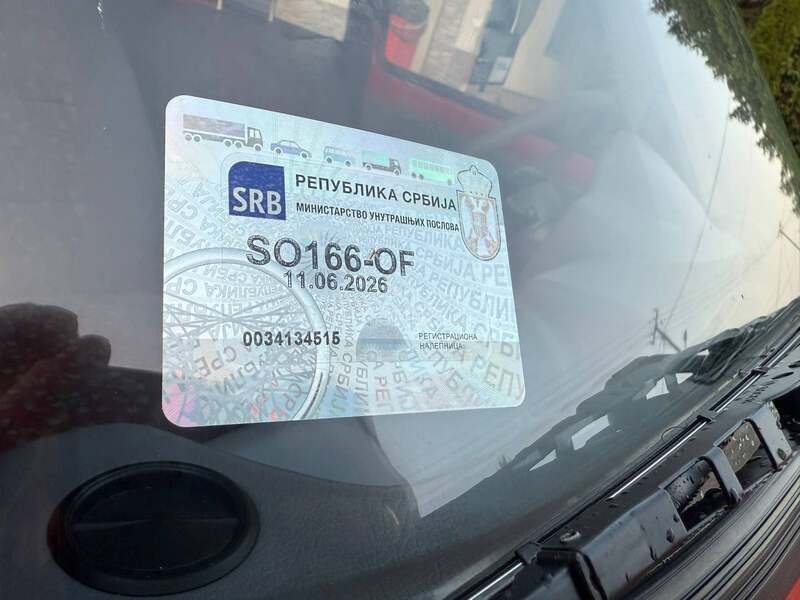 SRB
РЕПУБЛИКА СРБИЈА
МИНИСТАРСТВО УНУТРАШЊИХ ПОСЛОВА
SO166-OF
11.06.2026
0034134515
РЕГИСТРАЦИОНА
НАЛЕПНИЦА